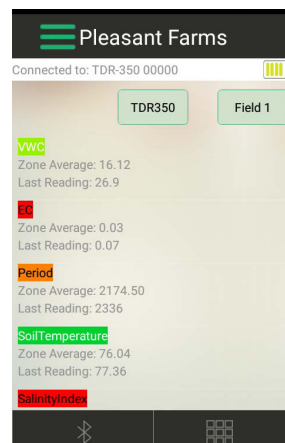 Pleasant Farms
Connected to: TDR-350 00000
TDR350
Field 1
VWC
Zone Average: 16.12
Last Reading: 26.9
EC
Zone Average: 0.03
Last Reading: 0.07
Period
Zone Average: 2174.50
Last Reading: 2336
SoilTemperature
Zone Average: 76.04
Last Reading: 77.36
SalinityIndex